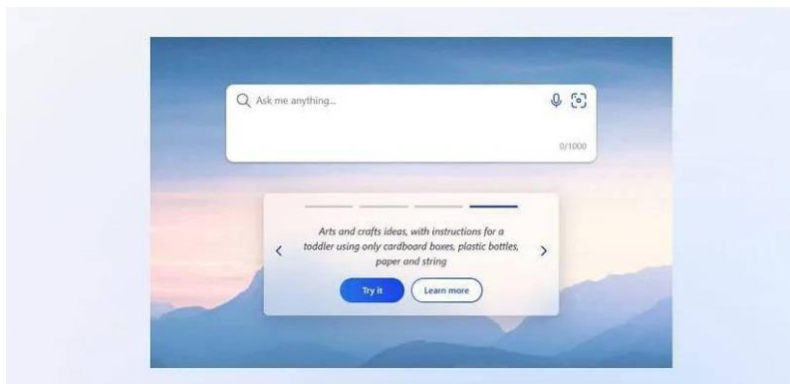 Ask me anything...
0/1000
Arts and crafts ideas, with instructions for a
toddler using only cardboard boxes, plastic bottles,
paper and string
Try it
Learn more